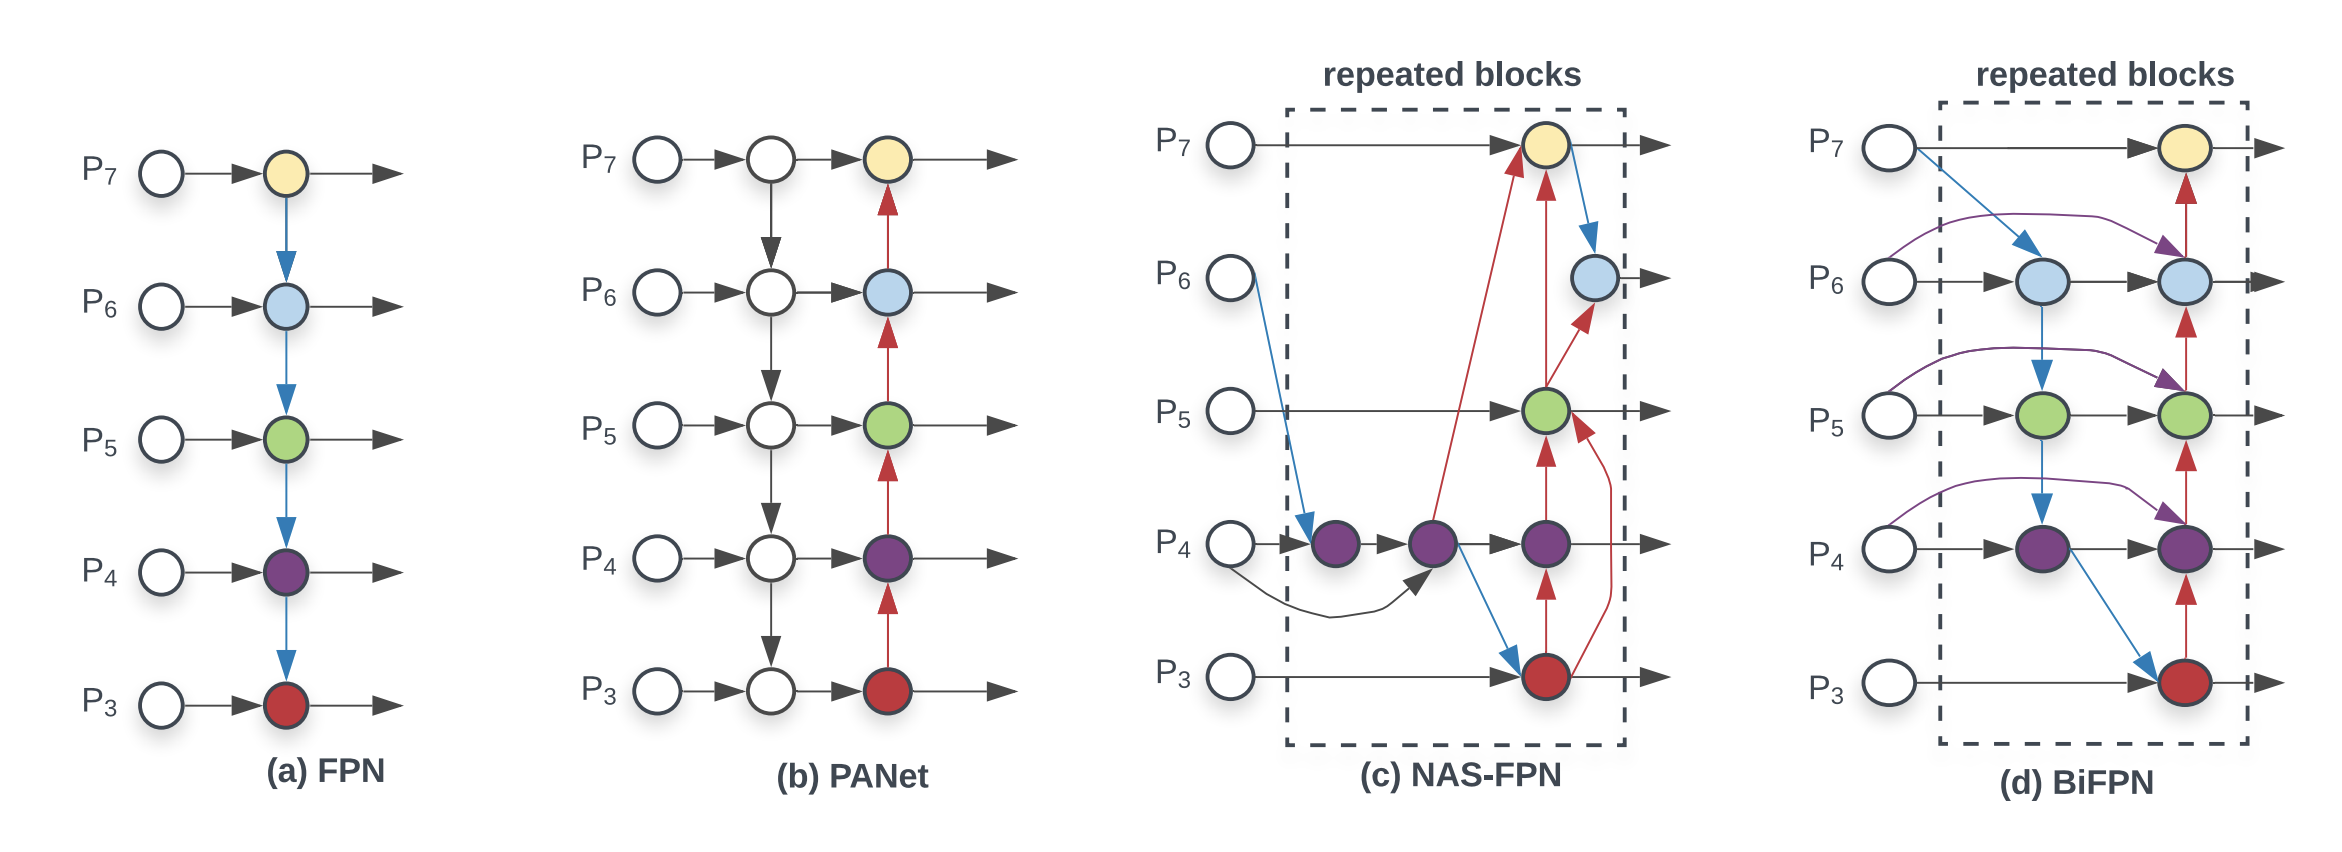 P7
P6
P5
P4
P3
(a) FPN
P7
P6
P5
P4
P3
(b) PANet
repeated blocks
P7
P6
P5
P4
P3
(c) NAS-FPN
repeated blocks
P7
P6
P5
P4
P3
(d) BiFPN